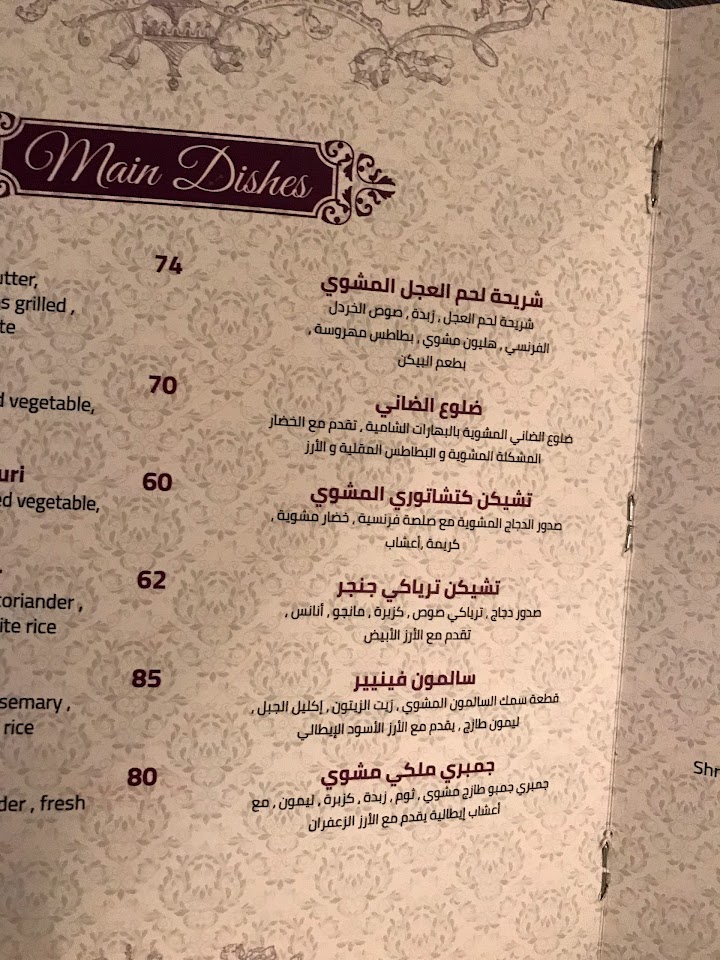 Main Dishes
74
شريحة لحم العجل المشوي
شريحة لحم العجل , زبدة , صوص الخردل
الفرنسي , هليون مشوي , بطاطس مهروسة ,
بطعم البيكن
s grilled ,
70
ضلوع الضاني
ضلوع الضاني المشوية بالبهارات الشامية , تقدم مع الخضار
المشكلة المشوية و البطاطس المقلية و الأرز
vegetable,
60
تشيكن كتشاتوري المشوي
صدور الدجاج المشوية مع صلصة فرنسية , خضار مشوية ,
كريمة ,أعشاب
ed vegetable,
62
تشيكن ترياكي جنجر
صدور دجاج , ترياكي صوص , كزبرة , مانجو , أناناس ,
تقدم مع الأرز الأبيض
coriander ,
ite rice
85
سالمون فينيير
قطعة سمك السالمون المشوي , زيت الزيتون , إكليل الجبل ,
ليمون طازج , يقدم مع الأرز الأسود الإيطالي
semary ,
rice
80
جمبري ملكي مشوي
جمبري جمبو طازج مشوي , ثوم , زبدة , كزبرة , ليمون , مع
أعشاب إيطالية يقدم مع الأرز الزعفران
der , fresh